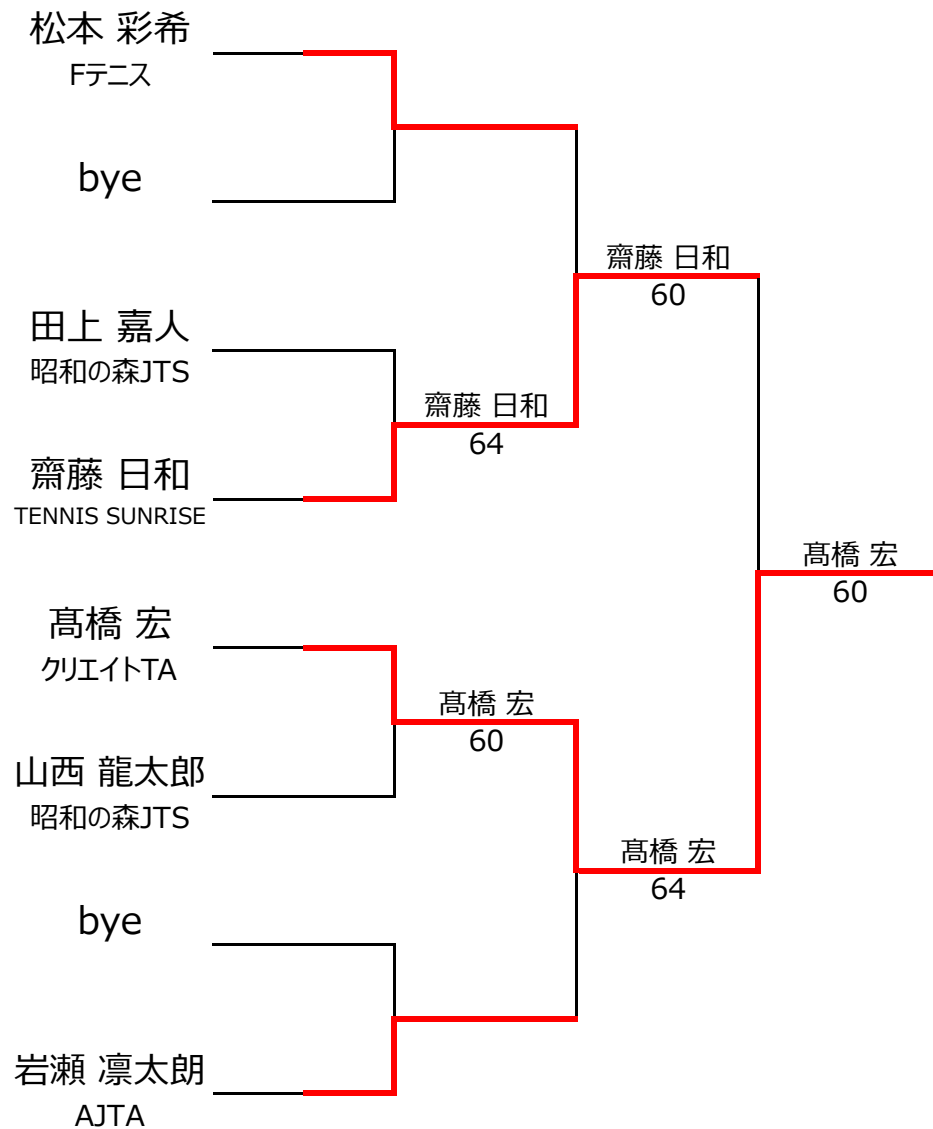 松本 彩希
Fテニス
bye
田上 嘉人
昭和の森JTS
齋藤 日和
TENNIS SUNRISE
髙橋 宏
クリエイトTA
山西 龍太郎
昭和の森JTS
bye
岩瀬 凛太朗
AJTA
齋藤 日和
64
髙橋 宏
60
齋藤 日和
60
髙橋 宏
64
髙橋 宏
60